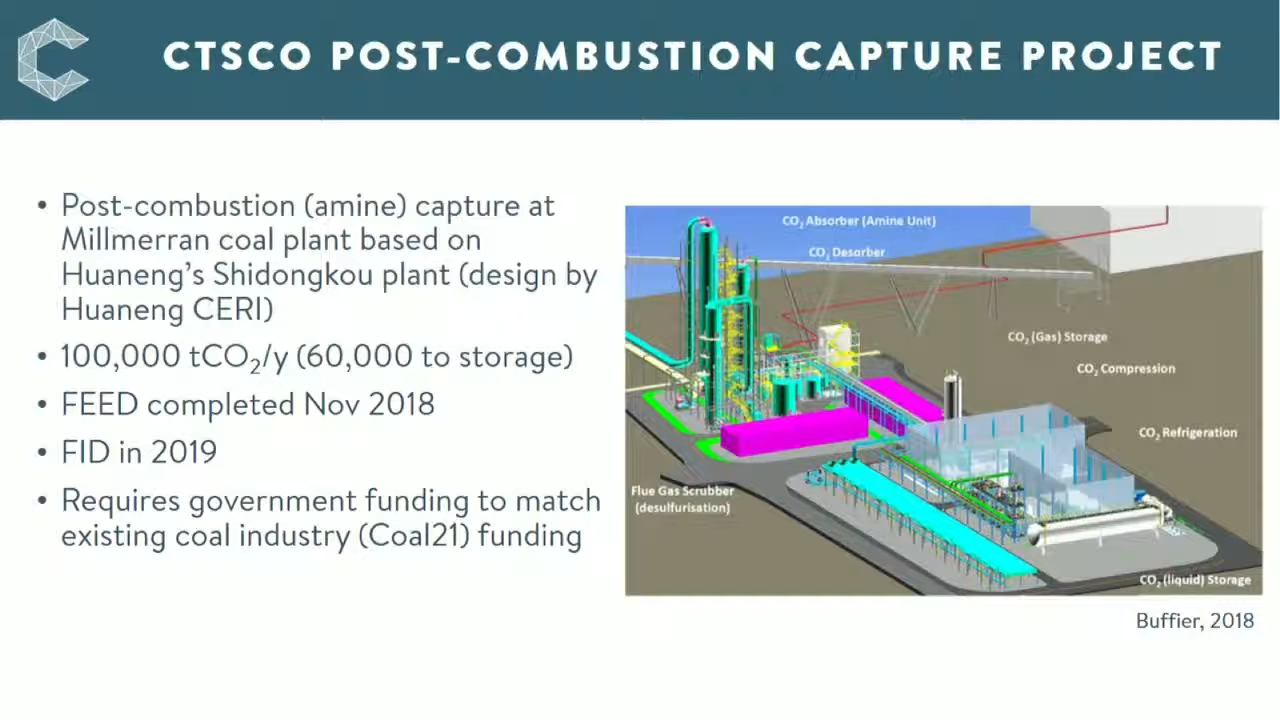 CTSCO POST-COMBUSTION CAPTURE PROJECT
• Post-combustion (amine) capture at
Millmerran coal plant based on
Huaneng’s Shidongkou plant (design by
Huaneng CERI)
• 100,000 tCO₂/y (60,000 to storage)
• FEED completed Nov 2018
• FID in 2019
• Requires government funding to match
existing coal industry (Coal21) funding
CO₂ Absorber (Amine Unit)
CO₂ Desorber
CO₂ (Gas) Storage
CO₂ Compression
CO₂ Refrigeration
Flue Gas Scrubber
(desulfurisation)
CO₂ (liquid) Storage
Buffier, 2018